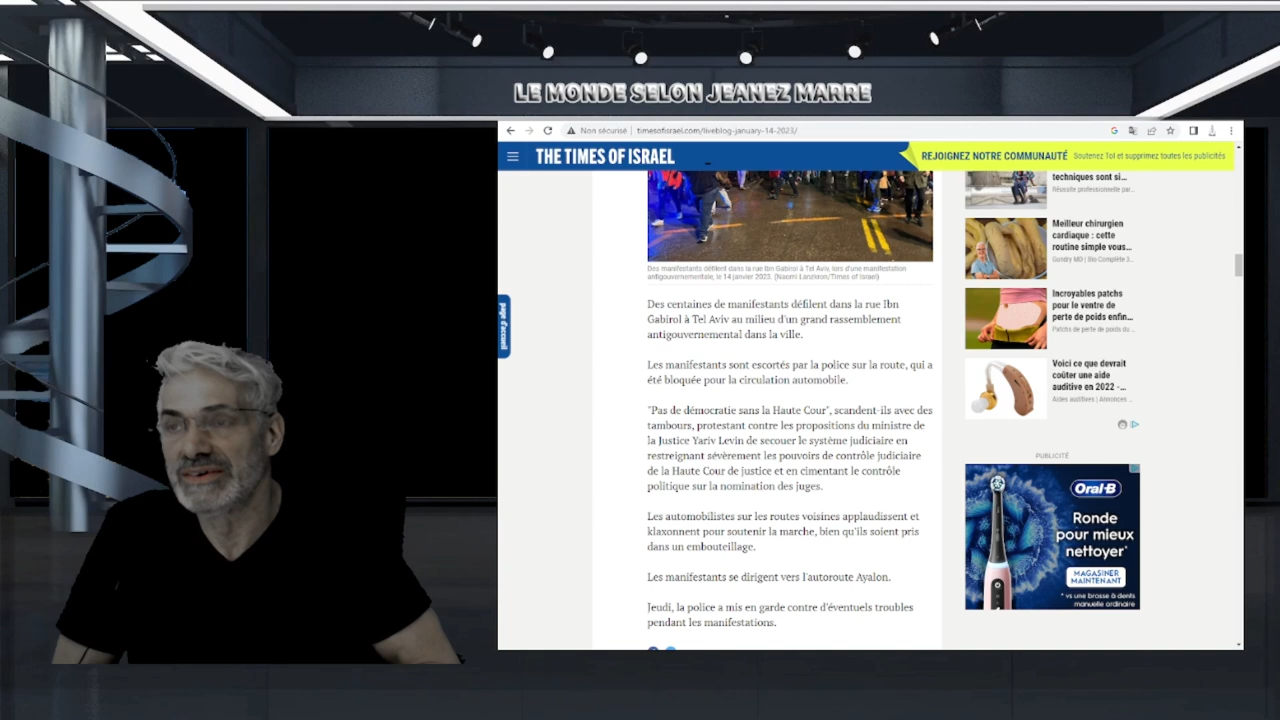 LE MONDE SELON JEANEZ MARRE
Non sécurisé | timesofisrael.com/liveblog-january-14-2023/
THE TIMES OF ISRAEL
REJOIGNEZ NOTRE COMMUNAUTÉ Soutenez ToI et supprimez toutes les publicités
Des manifestants défilent dans la rue Ibn Gabirol à Tel Aviv, lors d'une manifestation
antigouvernementale, le 14 janvier 2023. (Naomi Lanzkron/Times of Israel)
page d'accueil
Des centaines de manifestants défilent dans la rue Ibn
Gabirol à Tel Aviv au milieu d'un grand rassemblement
antigouvernemental dans la ville.
Les manifestants sont escortés par la police sur la route, qui a
été bloquée pour la circulation automobile.
"Pas de démocratie sans la Haute Cour", scandent-ils avec des
tambours, protestant contre les propositions du ministre de
la Justice Yariv Levin de secouer le système judiciaire en
restreignant sévèrement les pouvoirs de contrôle judiciaire
de la Haute Cour de justice et en cimentant le contrôle
politique sur la nomination des juges.
Les automobilistes sur les routes voisines applaudissent et
klaxonnent pour soutenir la marche, bien qu'ils soient pris
dans un embouteillage.
Les manifestants se dirigent vers l'autoroute Ayalon.
Jeudi, la police a mis en garde contre d'éventuels troubles
pendant les manifestations.
techniques sont si...
Réussite professionnelle par...
Meilleur chirurgien
cardiaque : cette
routine simple vous...
Gundry MD | Bio Complète 3...
Incroyables patchs
pour le ventre de
perte de poids enfin...
Patchs de perte de poids du ...
Voici ce que devrait
coûter une aide
auditive en 2022 -...
Aides auditives | Annonces ...
PUBLICITÉ
Oral-B
Ronde
pour mieux
nettoyer*
MAGASINER
MAINTENANT
* vs une brosse à dents
manuelle ordinaire